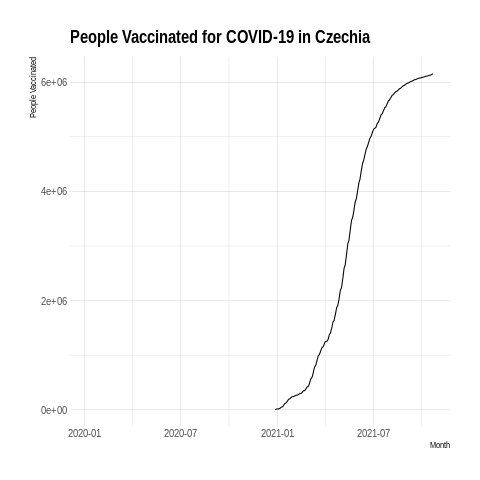 People Vaccinated for COVID-19 in Czechia
People Vaccinated
6e+06
4e+06
2e+06
0e+00
2020-01 2020-07 2021-01 2021-07
Month